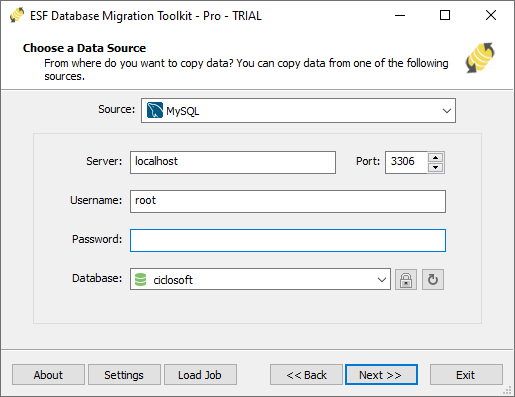 ESF Database Migration Toolkit - Pro - TRIAL
Choose a Data Source
From where do you want to copy data? You can copy data from one of the following
sources.
Source: MySQL
Server: localhost Port: 3306
Username: root
Password:
Database: ciclosoft
About Settings Load Job << Back Next >> Exit